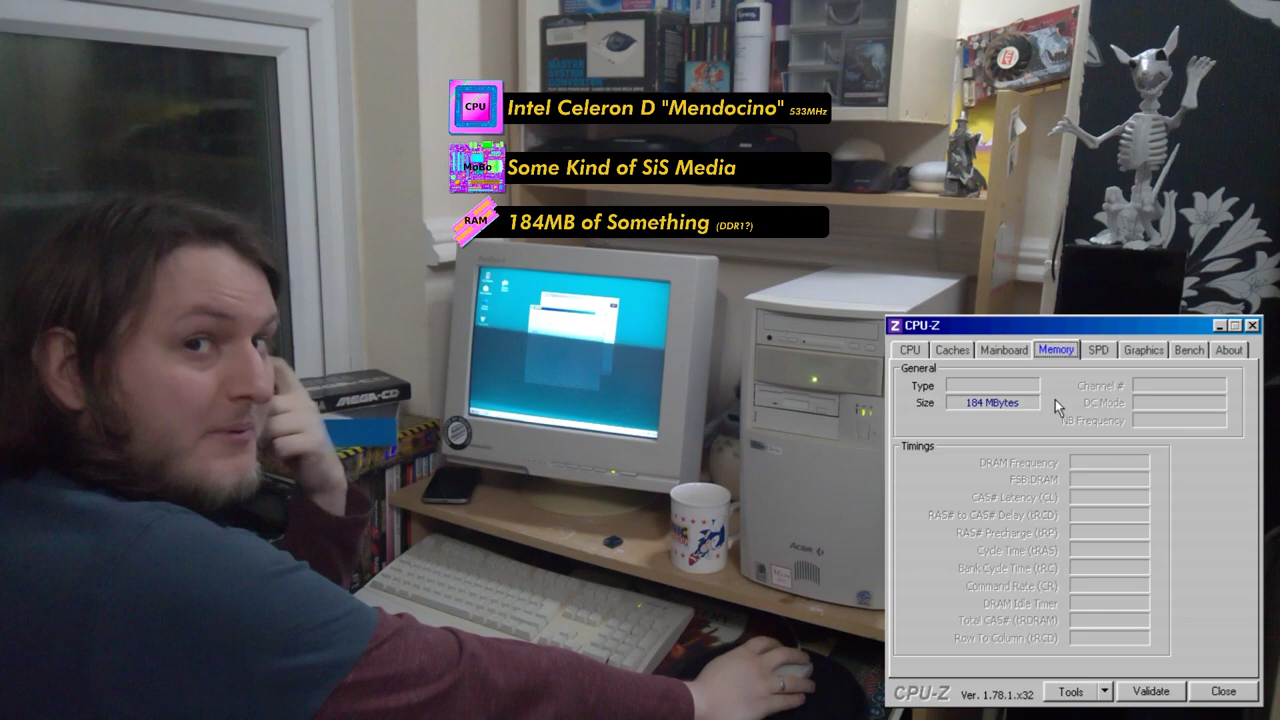 MASTER
SYSTEM
CONVERTER
CPU
Intel Celeron D "Mendocino" 533MHz
MoBo
Some Kind of SiS Media
RAM
184MB of Something (DDR1?)
MEGA-CD
Acer
CPU-Z
CPU Caches Mainboard Memory SPD Graphics Bench About
General
Type
Channel #
Size
184 MBytes
DC Mode
NB Frequency
Timings
DRAM Frequency
FSB:DRAM
CAS# Latency (CL)
RAS# to CAS# Delay (tRCD)
RAS# Precharge (tRP)
Cycle Time (tRAS)
Bank Cycle Time (tRC)
Command Rate (CR)
DRAM Idle Timer
Total CAS# (tRDRAM)
Row To Column (tRCD)
CPU-Z Ver. 1.78.1.x32 Tools Validate Close